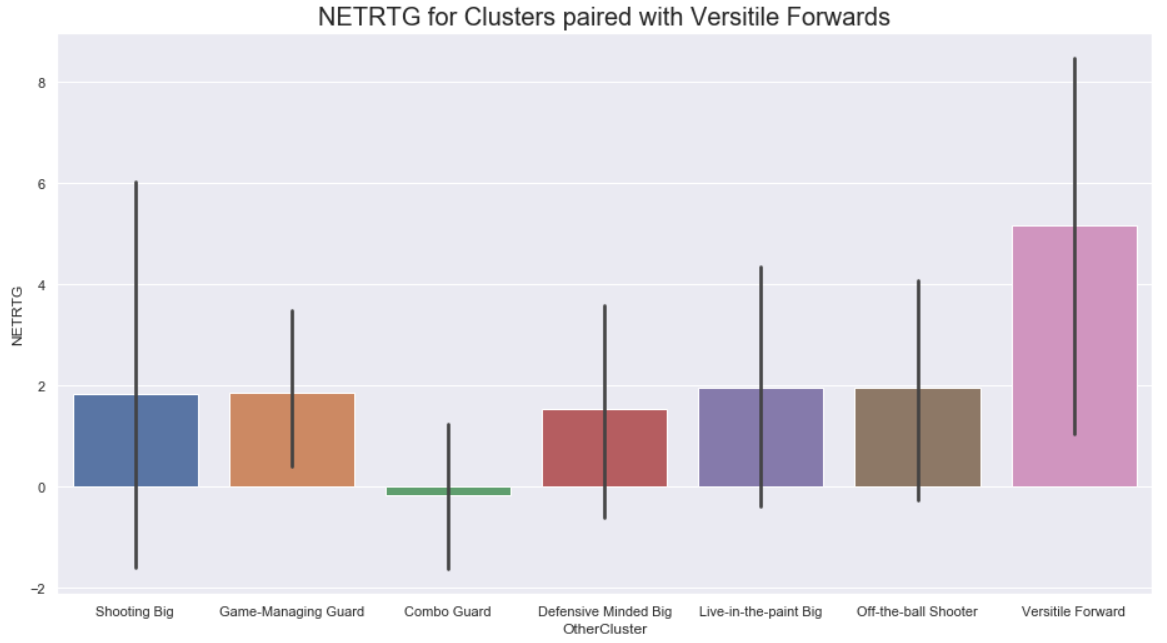 NETRTG for Clusters paired with Versitile Forwards
8
6
4
2
0
−2
NETRTG
Shooting Big
Game-Managing Guard
Combo Guard
Defensive Minded Big
Live-in-the-paint Big
Off-the-ball Shooter
Versitile Forward
OtherCluster